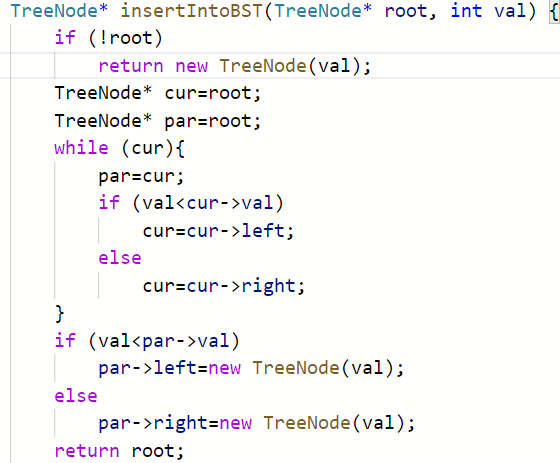 TreeNode* insertIntoBST(TreeNode* root, int val) {
    if (!root)
        return new TreeNode(val);
    TreeNode* cur=root;
    TreeNode* par=root;
    while (cur){
        par=cur;
        if (val<cur->val)
            cur=cur->left;
        else
            cur=cur->right;
    }
    if (val<par->val)
        par->left=new TreeNode(val);
    else
        par->right=new TreeNode(val);
    return root;